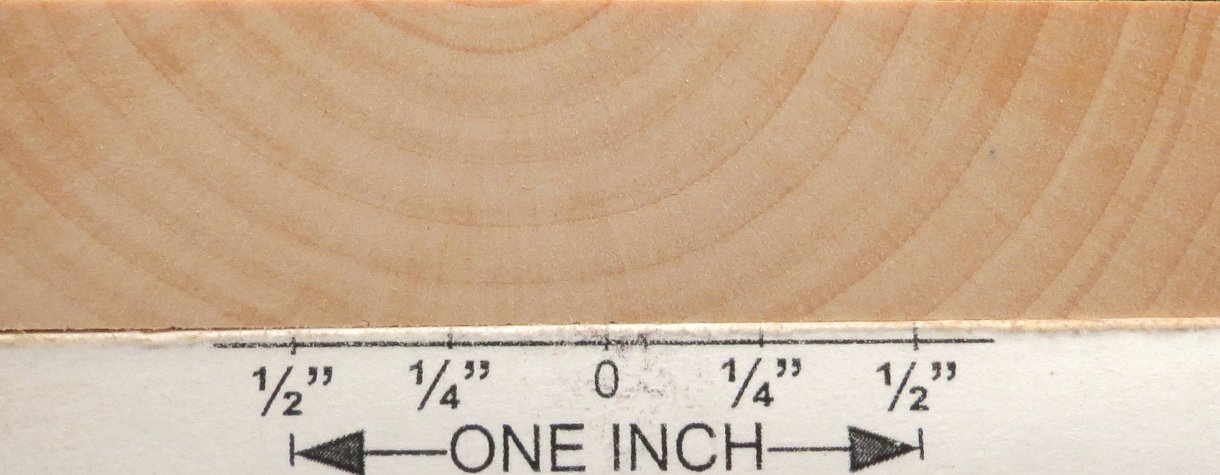 ½” ¼” 0 ¼” ½”
ONE INCH